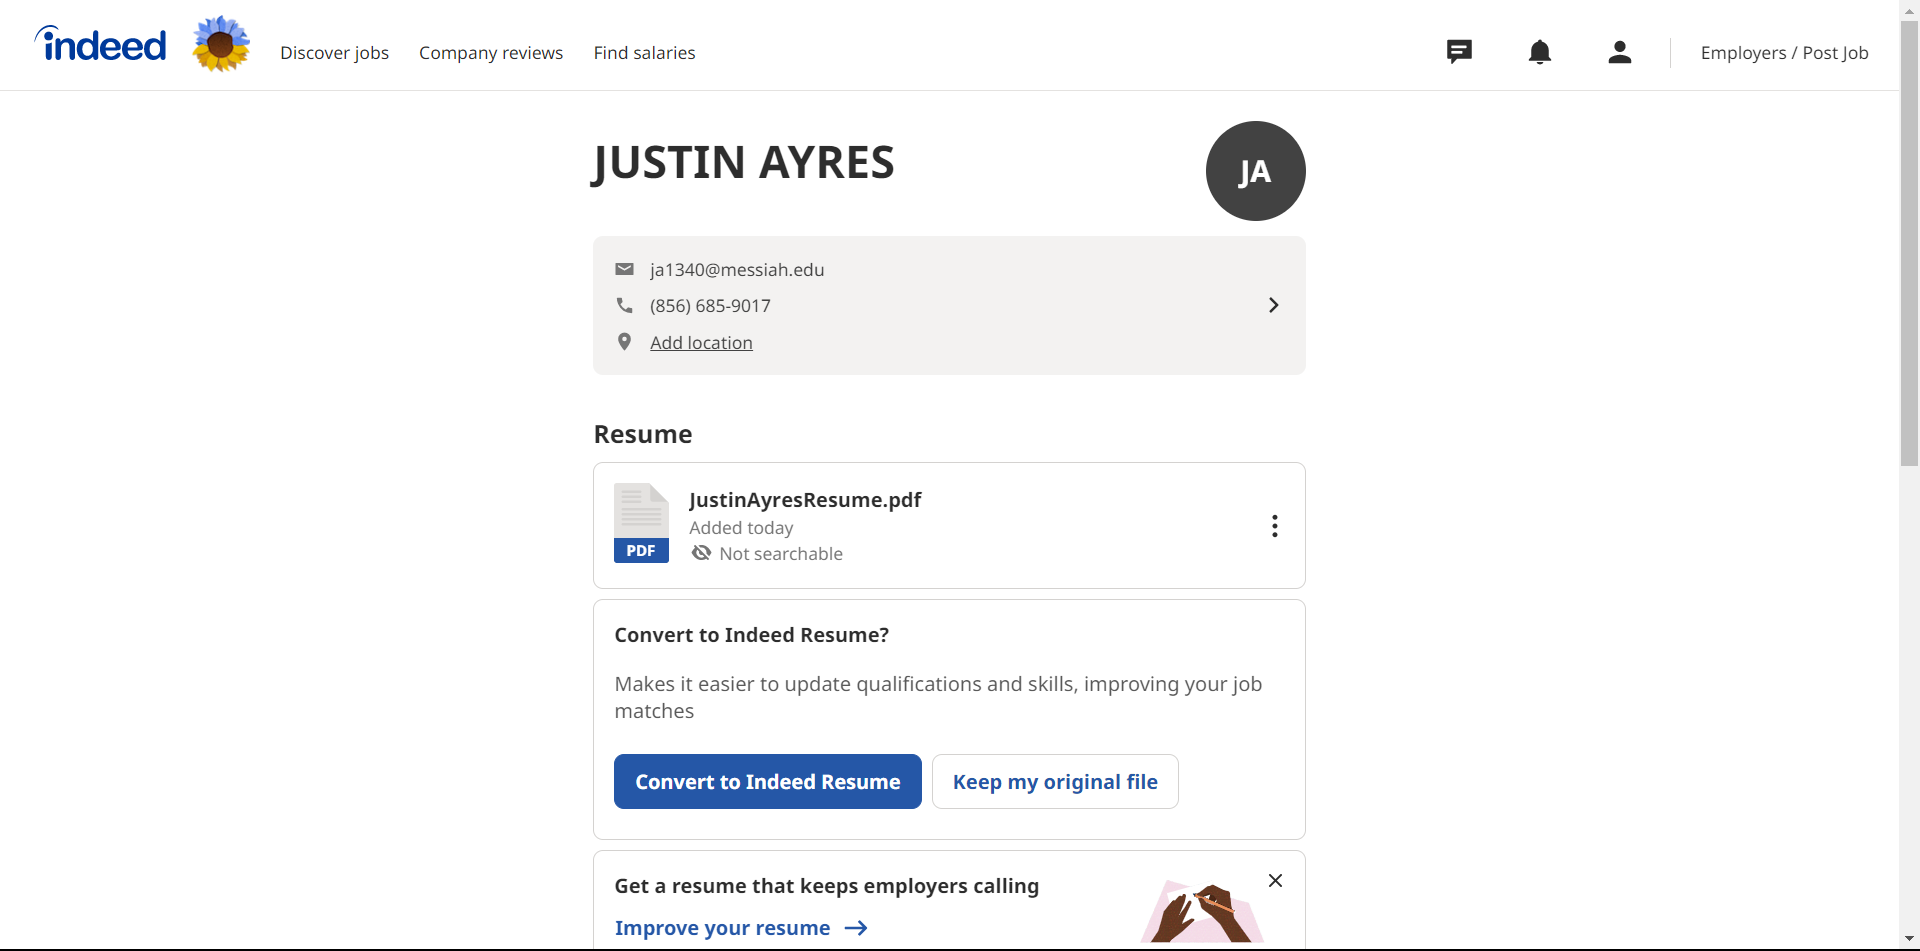 indeed
Discover jobs Company reviews Find salaries
Employers / Post Job
JUSTIN AYRES
JA
ja1340@messiah.edu
(856) 685-9017
Add location
Resume
JustinAyresResume.pdf
Added today
PDF
Not searchable
Convert to Indeed Resume?
Makes it easier to update qualifications and skills, improving your job
matches
Convert to Indeed Resume Keep my original file
Get a resume that keeps employers calling
Improve your resume